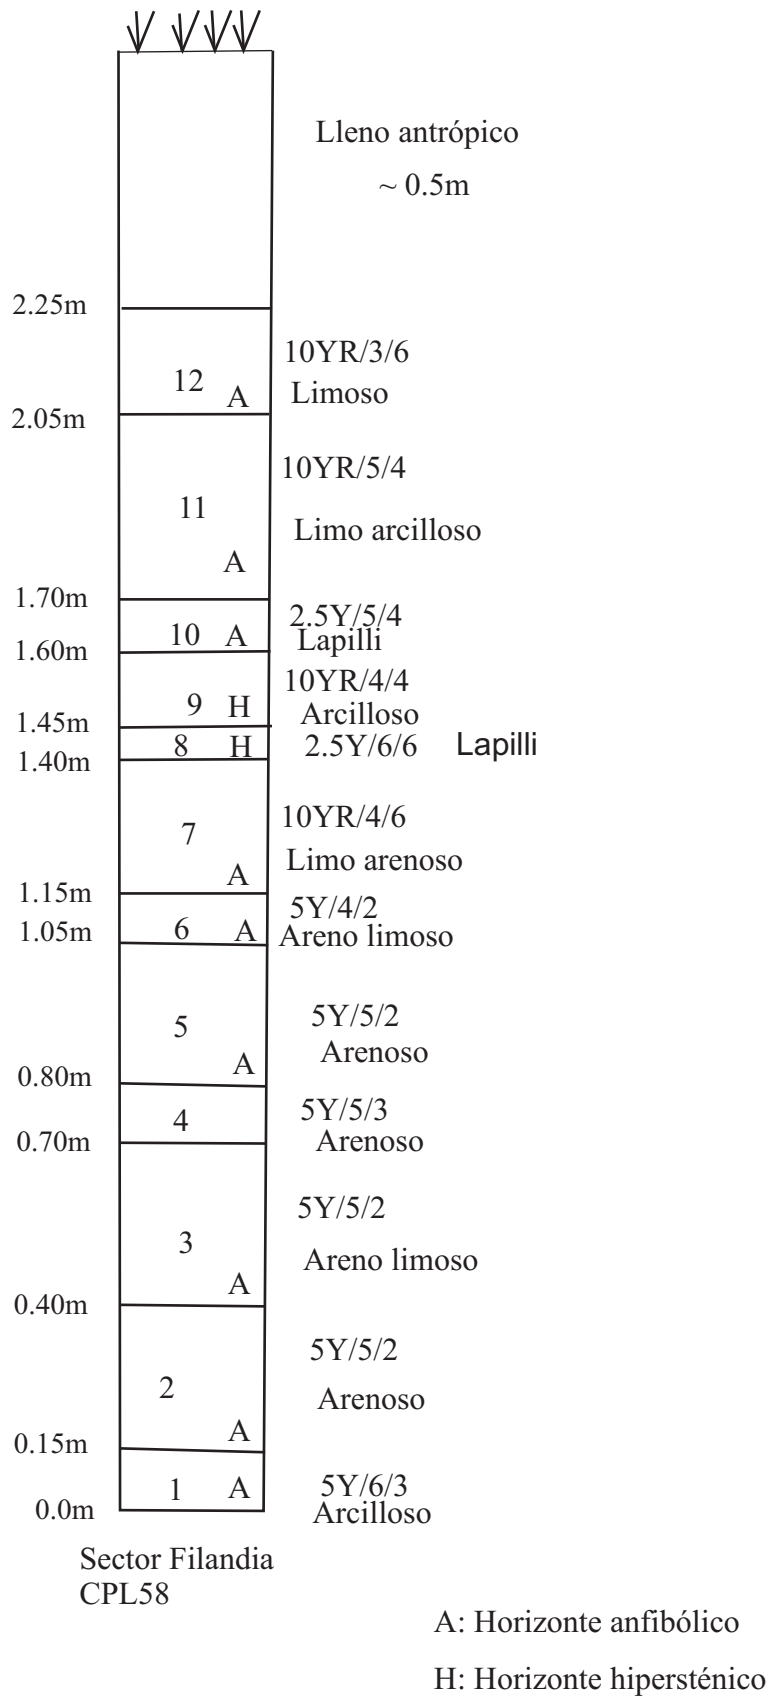 Lleno antrópico
~ 0.5m
2.25m
10YR/3/6
12 A Limoso
2.05m
10YR/5/4
11
Limo arcilloso
A
1.70m
2.5Y/5/4
10 A Lapilli
1.60m
10YR/4/4
9 H Arcilloso
1.45m
8 H 2.5Y/6/6 Lapilli
1.40m
10YR/4/6
7
Limo arenoso
A
1.15m
5Y/4/2
1.05m 6 A Areno limoso
5Y/5/2
5
Arenoso
A
0.80m
5Y/5/3
4
0.70m Arenoso
5Y/5/2
3
Areno limoso
A
0.40m
5Y/5/2
2
Arenoso
A
0.15m
5Y/6/3
1 A
0.0m Arcilloso
Sector Filandia
CPL58
A: Horizonte anfibólico
H: Horizonte hipersténico